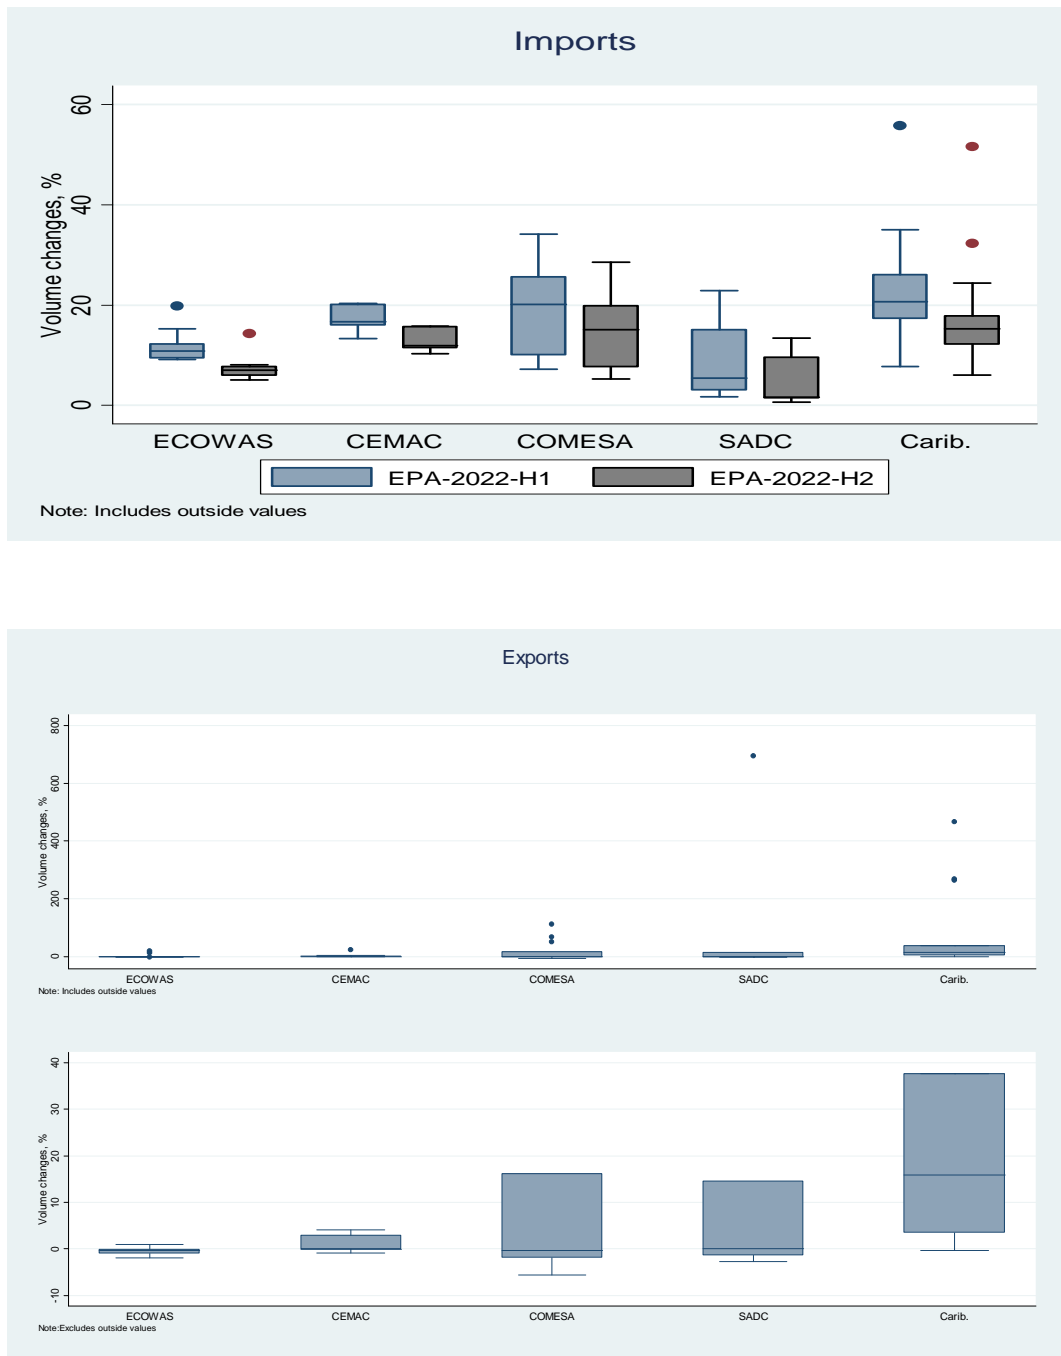 Imports
Volume changes, %
60
40
20
0
ECOWAS CEMAC COMESA SADC Carib.
EPA-2022-H1 EPA-2022-H2
Note: Includes outside values
Exports
Volume changes, %
800
600
400
200
0
ECOWAS CEMAC COMESA SADC Carib.
Note: Includes outside values
Volume changes, %
40
30
20
10
0
-10
ECOWAS CEMAC COMESA SADC Carib.
Note:Excludes outside values